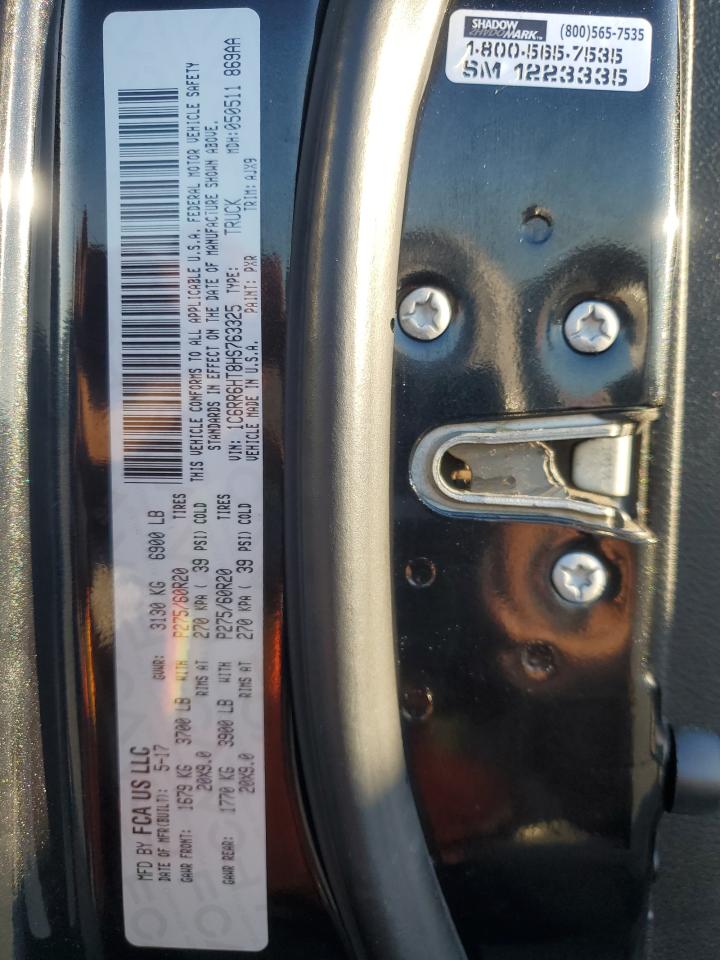 MFD BY FCA US LLC
DATE OF MFR(BUILT): 5-17
GVWR: 3130 KG 6900 LB
GAWR FRONT: 1679 KG 3700 LB WITH P275/60R20 TIRES
20X9.0 RIMS AT 270 KPA ( 39 PSI) COLD
GAWR REAR: 1770 KG 3900 LB WITH P275/60R20 TIRES
20X9.0 RIMS AT 270 KPA ( 39 PSI) COLD
THIS VEHICLE CONFORMS TO ALL APPLICABLE U.S.A. FEDERAL MOTOR VEHICLE SAFETY
STANDARDS IN EFFECT ON THE DATE OF MANUFACTURE SHOWN ABOVE.
VIN: 1C6RR6HT8HS763325 TYPE: TRUCK MDH:050511 869AA
VEHICLE MADE IN U.S.A. PAINT: PXR TRIM: AJX9
SHADOW MARK™ (800)565-7535
1-800-565-7535
SM 1223335